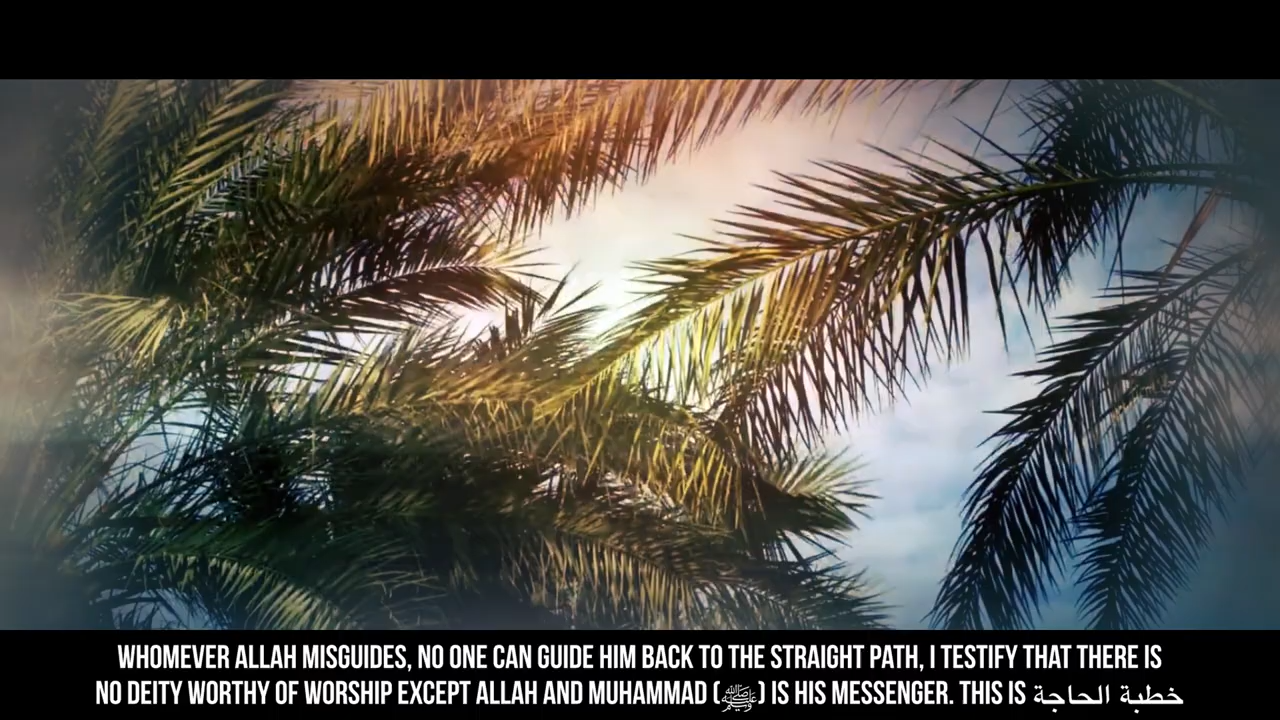 WHOMEVER ALLAH MISGUIDES, NO ONE CAN GUIDE HIM BACK TO THE STRAIGHT PATH, I TESTIFY THAT THERE IS
NO DEITY WORTHY OF WORSHIP EXCEPT ALLAH AND MUHAMMAD (ﷺ) IS HIS MESSENGER. THIS IS خطبة الحاجة